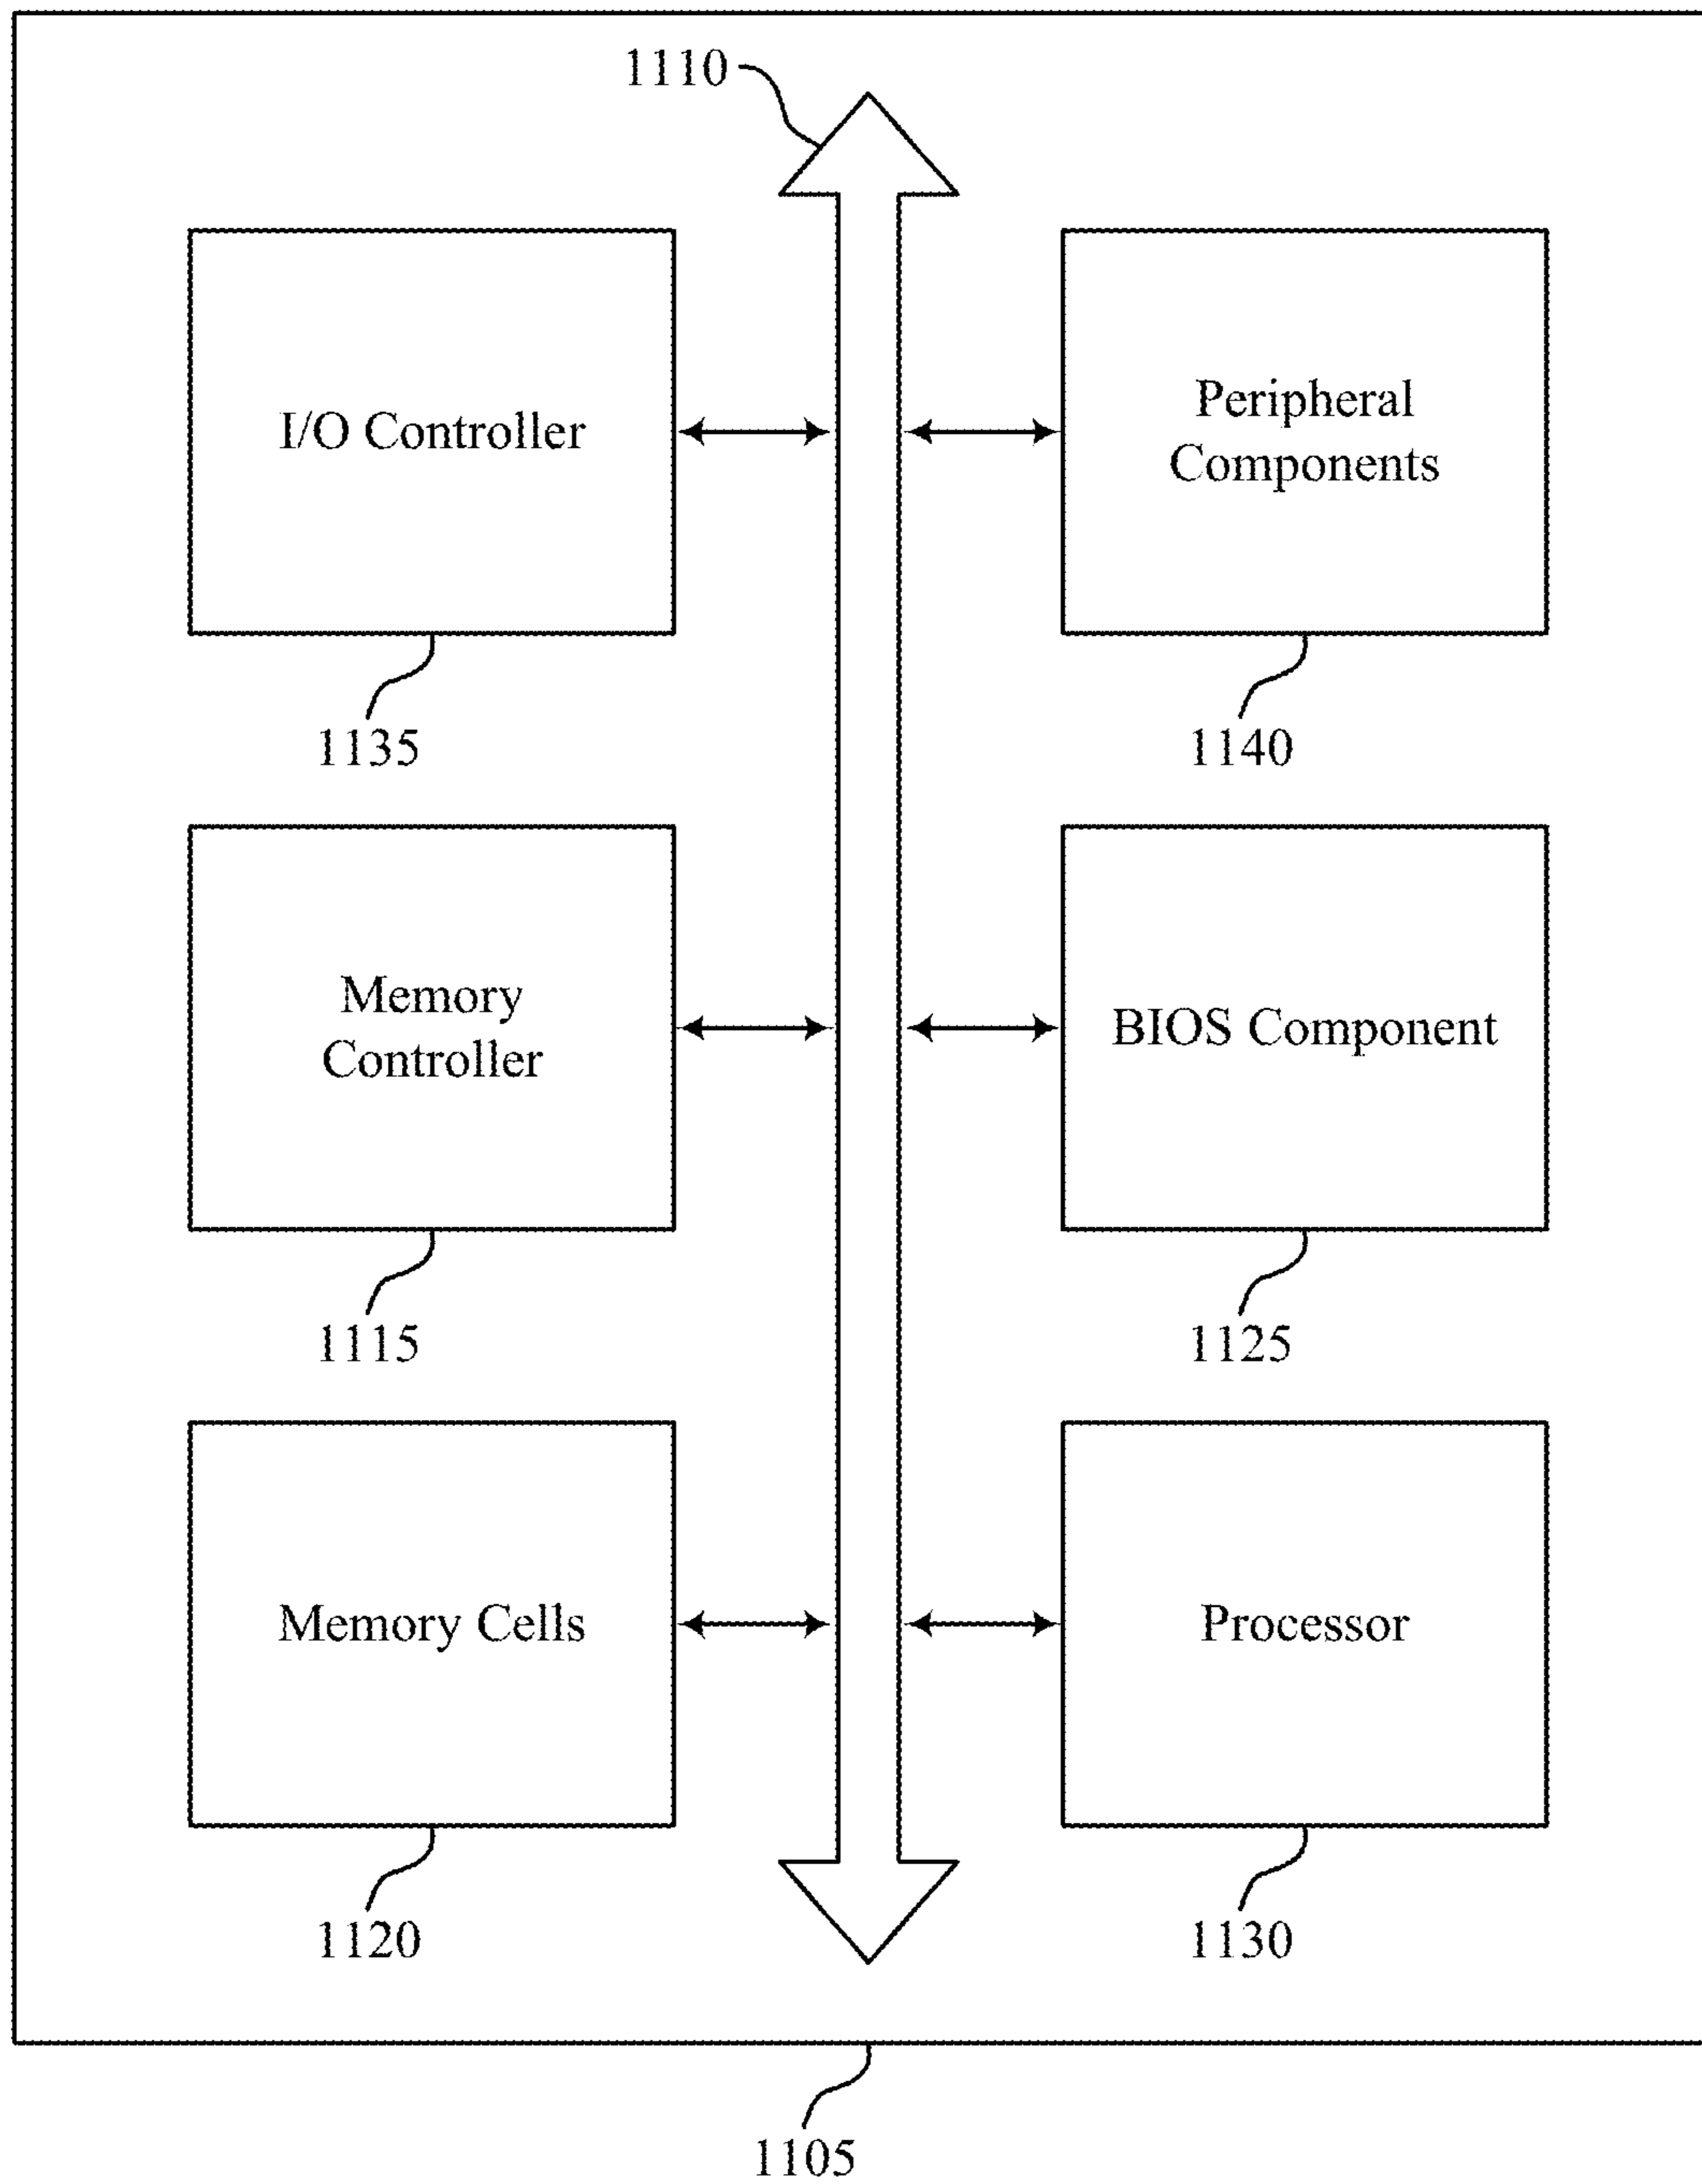 1110
I/O Controller
Peripheral
Components
1135
1140
Memory
Controller
BIOS Component
1115
1125
Memory Cells
Processor
1120
1130
1105